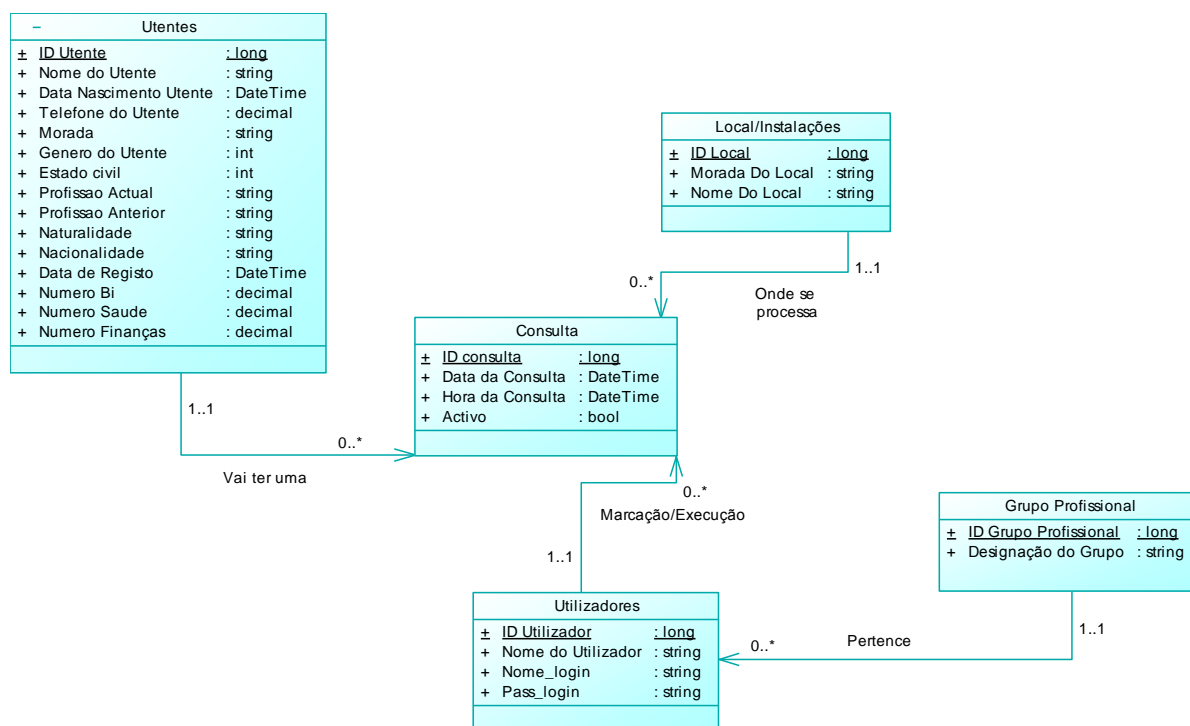 Utentes
+ ID Utente : long
+ Nome do Utente : string
+ Data Nascimento Utente : DateTime
+ Telefone do Utente : decimal
+ Morada : string
+ Genero do Utente : int
+ Estado civil : int
+ Profissao Actual : string
+ Profissao Anterior : string
+ Naturalidade : string
+ Nacionalidade : string
+ Data de Registo : DateTime
+ Numero Bi : decimal
+ Numero Saude : decimal
+ Numero Finanças : decimal
Local/Instalações
+ ID Local : long
+ Morada Do Local : string
+ Nome Do Local : string
1..1
0..*
Onde se
processa
Consulta
+ ID consulta : long
+ Data da Consulta : DateTime
+ Hora da Consulta : DateTime
+ Activo : bool
1..1
0..*
Vai ter uma
0..*
Marcação/Execução
1..1
Grupo Profissional
+ ID Grupo Profissional : long
+ Designação do Grupo : string
1..1
Pertence
0..*
Utilizadores
+ ID Utilizador : long
+ Nome do Utilizador : string
+ Nome_login : string
+ Pass_login : string